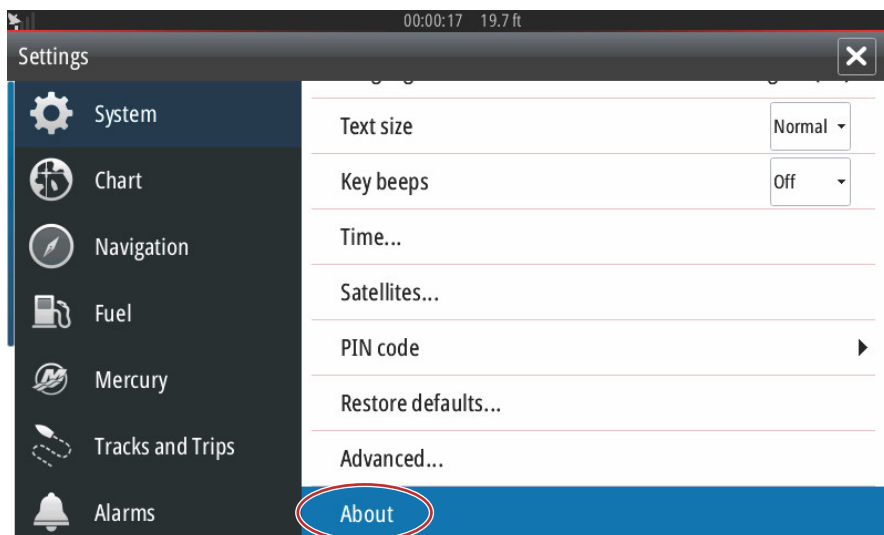 00:00:17 19.7 ft
Settings
System
Chart
Navigation
Fuel
Mercury
Tracks and Trips
Alarms
Text size Normal
Key beeps Off
Time...
Satellites...
PIN code
Restore defaults...
Advanced...
About